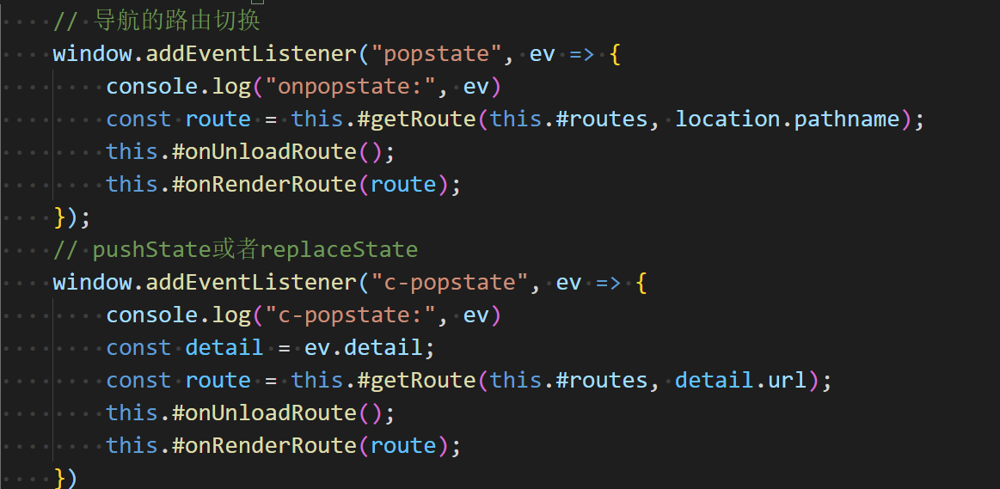 // 导航的路由切换
window.addEventListener("popstate", ev => {
console.log("onpopstate:", ev)
const route = this.#getRoute(this.#routes, location.pathname);
this.#onUnloadRoute();
this.#onRenderRoute(route);
});
// pushState或者replaceState
window.addEventListener("c-popstate", ev => {
console.log("c-popstate:", ev)
const detail = ev.detail;
const route = this.#getRoute(this.#routes, detail.url);
this.#onUnloadRoute();
this.#onRenderRoute(route);
})